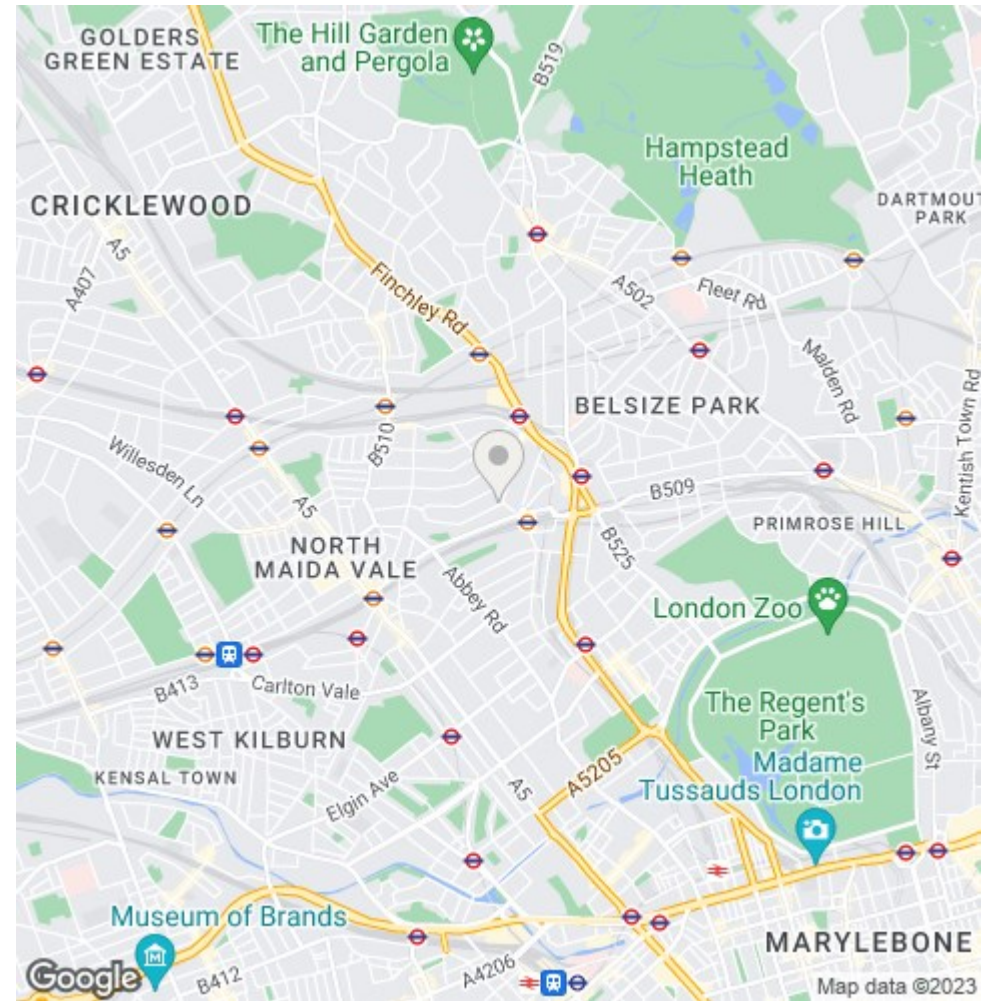 GOLDERS
GREEN ESTATE
The Hill Garden
and Pergola
B519
Hampstead
Heath
DARTMOUT
PARK
CRICKLEWOOD
A5
A407
Finchley Rd
A502
Fleet Rd
Malden Rd
BELSIZE PARK
Kentish Town Rd
B510
Willesden Ln
A5
B509
PRIMROSE HILL
B525
NORTH
MAIDA VALE
Abbey Rd
London Zoo
B413
Carlton Vale
The Regent's
Park
Albany St
WEST KILBURN
KENSAL TOWN
Elgin Ave
A5
A5205
Madame
Tussauds London
Museum of Brands
MARYLEBONE
B412
A4206
Google
Map data ©2023